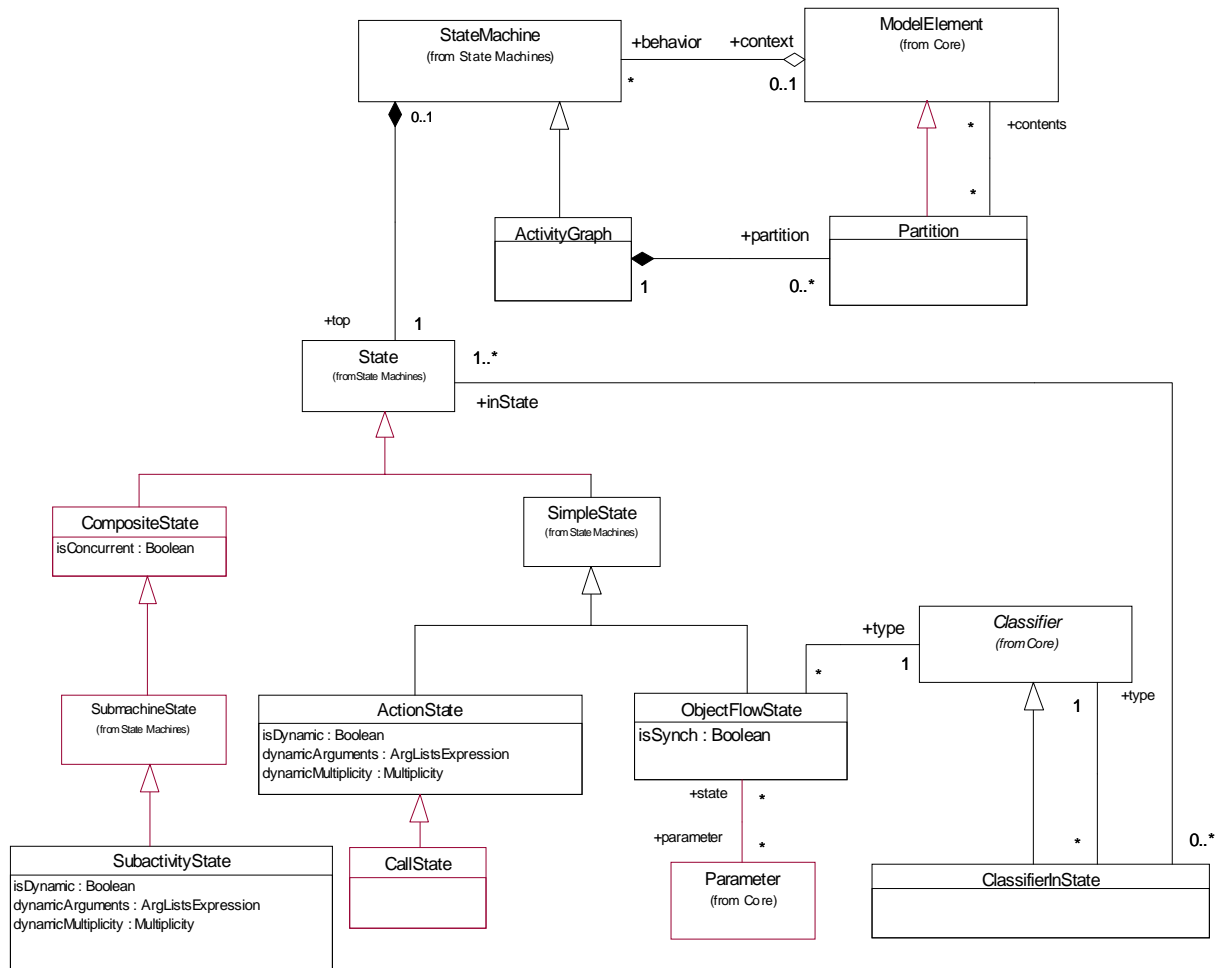 StateMachine
(from State Machines)
+behavior
+context
*
0..1
ModelElement
(from Core)
0..1
*
+contents
*
ActivityGraph
+partition
1
0..*
Partition
+top
1
State
(fromState Machines)
1..*
+inState
CompositeState
isConcurrent : Boolean
SimpleState
(from State Machines)
Classifier
(from Core)
+type
1
*
1
+type
SubmachineState
(from State Machines)
ActionState
isDynamic : Boolean
dynamicArguments : ArgListsExpression
dynamicMultiplicity : Multiplicity
ObjectFlowState
isSynch : Boolean
+state
*
+parameter
*
*
0..*
SubactivityState
isDynamic : Boolean
dynamicArguments : ArgListsExpression
dynamicMultiplicity : Multiplicity
CallState
Parameter
(from Core)
ClassifierInState